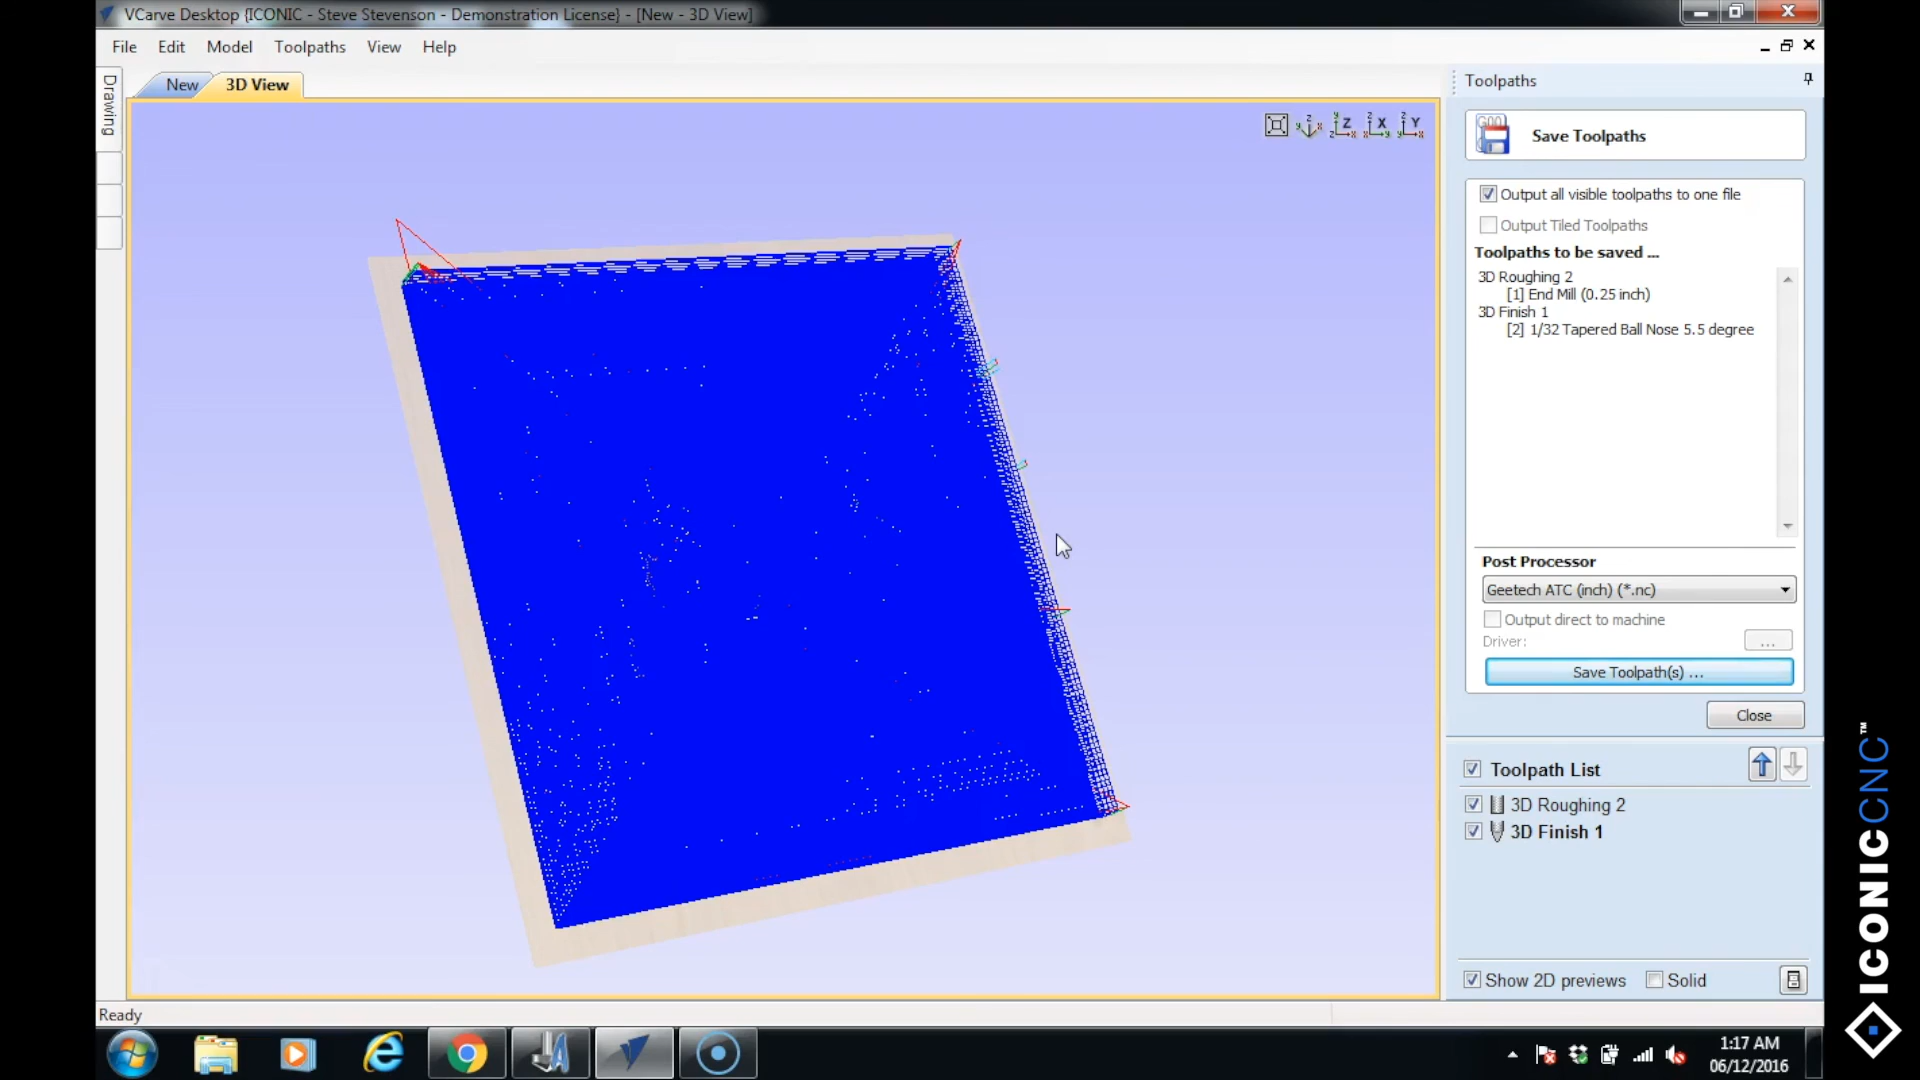 VCarve Desktop {ICONIC - Steve Stevenson - Demonstration License} - [New - 3D View]
File Edit Model Toolpaths View Help
Drawing
New 3D View
Toolpaths
Save Toolpaths
Output all visible toolpaths to one file
Output Tiled Toolpaths
Toolpaths to be saved ...
3D Roughing 2
[1] End Mill (0.25 inch)
3D Finish 1
[2] 1/32 Tapered Ball Nose 5.5 degree
Post Processor
Geetech ATC (inch) (*.nc)
Output direct to machine
Driver:
...
Save Toolpath(s) ...
Close
Toolpath List
3D Roughing 2
3D Finish 1
Show 2D previews Solid
Ready
1:17 AM
06/12/2016
ICONICCNC™